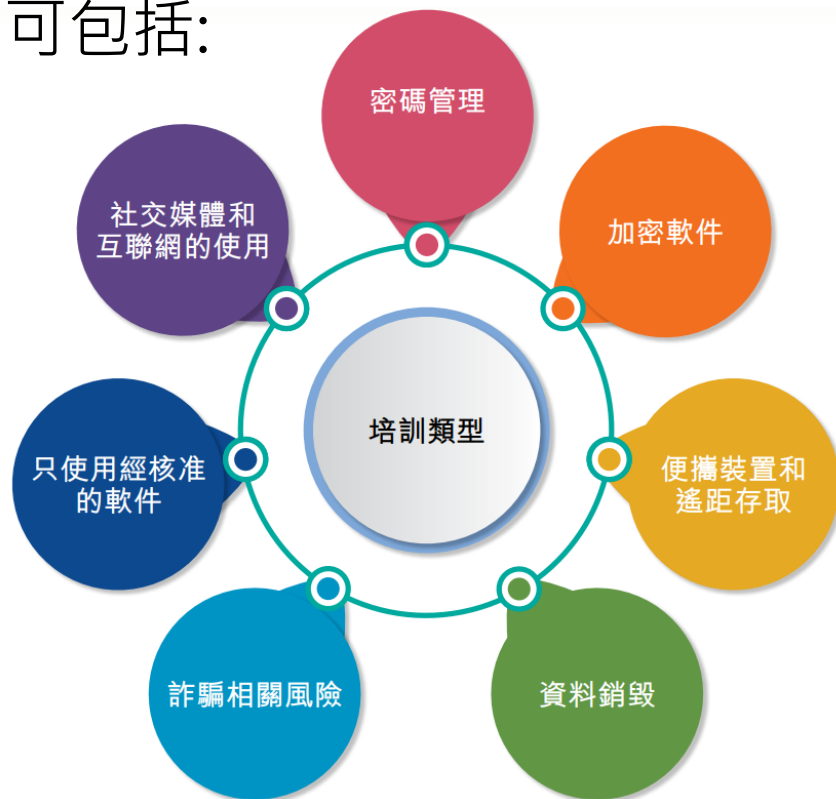 可包括:
密碼管理
加密軟件
便攜裝置和
遙距存取
資料銷毀
詐騙相關風險
只使用經核准
的軟件
社交媒體和
互聯網的使用
培訓類型